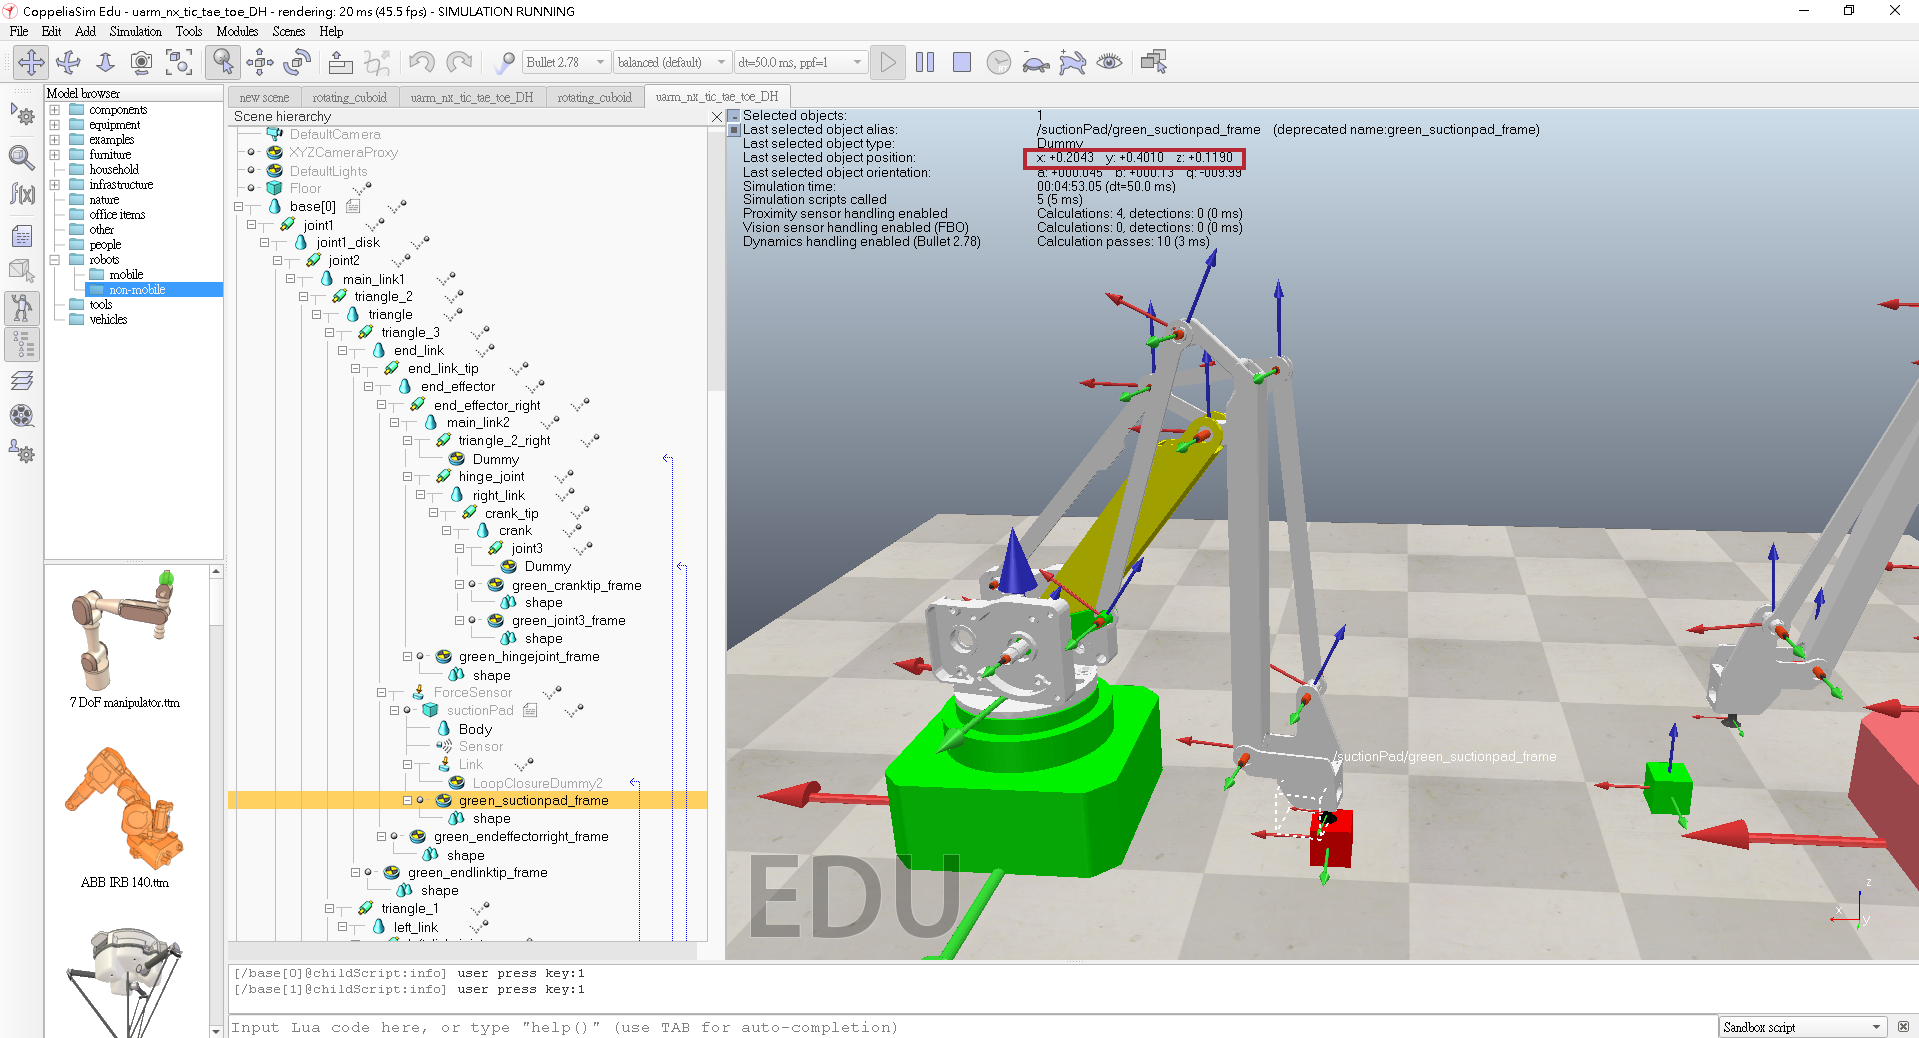 CoppeliaSim Edu - uarm_nx_tic_tae_toe_DH - rendering: 20 ms (45.5 fps) - SIMULATION RUNNING
File Edit Add Simulation Tools Modules Scenes Help
Bullet 2.78 balanced (default) dt=50.0 ms, ppf=1
Model browser
components
equipment
examples
furniture
household
infrastructure
nature
office items
other
people
robots
mobile
non-mobile
tools
vehicles
7 DoF manipulator.ttm
ABB IRB 140.ttm
new scene rotating_cuboid uarm_nx_tic_tae_toe_DH rotating_cuboid uarm_nx_tic_tae_toe_DH
Scene hierarchy
DefaultCamera
XYZCameraProxy
DefaultLights
Floor
base[0]
joint1
joint1_disk
joint2
main_link1
triangle_2
triangle
triangle_3
end_link
end_link_tip
end_effector
end_effector_right
main_link2
triangle_2_right
Dummy
hinge_joint
right_link
crank_tip
crank
joint3
Dummy
green_cranktip_frame
shape
green_joint3_frame
shape
green_hingejoint_frame
shape
ForceSensor
suctionPad
Body
Sensor
Link
LoopClosureDummy2
green_suctionpad_frame
shape
green_endeffectorright_frame
shape
green_endlinktip_frame
shape
triangle_1
left_link
Selected objects: 1
Last selected object alias: /suctionPad/green_suctionpad_frame (deprecated name:green_suctionpad_frame)
Last selected object type: Dummy
Last selected object position: x: +0.2043 y: +0.4010 z: +0.1190
Last selected object orientation: a: +000.045 b: +000.13 g: -009.99
Simulation time: 00:04:53.05 (dt=50.0 ms)
Simulation scripts called 5 (5 ms)
Proximity sensor handling enabled Calculations: 4, detections: 0 (0 ms)
Vision sensor handling enabled (FBO) Calculations: 0, detections: 0 (0 ms)
Dynamics handling enabled (Bullet 2.78) Calculation passes: 10 (3 ms)
/suctionPad/green_suctionpad_frame
EDU
z
x
y
[/base[0]@childScript:info] user press key:1
[/base[1]@childScript:info] user press key:1
Input Lua code here, or type "help()" (use TAB for auto-completion)
Sandbox script